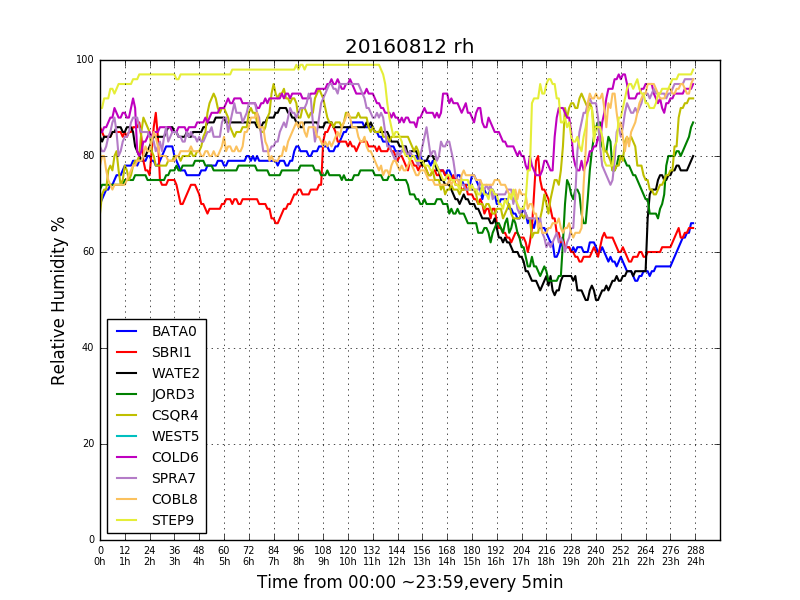 20160812 rh
100
80
60
40
20
0
Relative Humidity %
BATA0
SBRI1
WATE2
JORD3
CSQR4
WEST5
COLD6
SPRA7
COBL8
STEP9
0 12 24 36 48 60 72 84 96 108 120 132 144 156 168 180 192 204 216 228 240 252 264 276 288
0h 1h 2h 3h 4h 5h 6h 7h 8h 9h 10h 11h 12h 13h 14h 15h 16h 17h 18h 19h 20h 21h 22h 23h 24h
Time from 00:00 ~23:59,every 5min